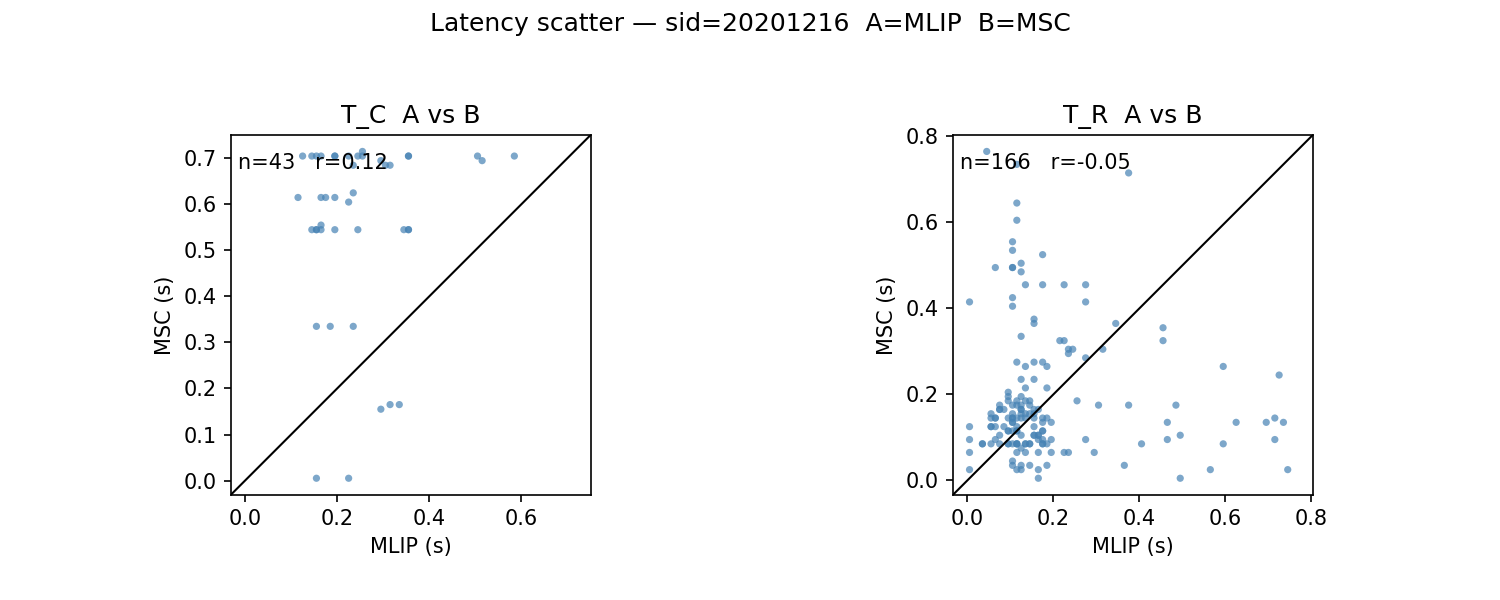 Latency scatter — sid=20201216  A=MLIP  B=MSC
T_C  A vs B
n=43   r=0.12
0.7
0.6
0.5
0.4
0.3
0.2
0.1
0.0
MSC (s)
0.0 0.2 0.4 0.6
MLIP (s)
T_R  A vs B
n=166   r=-0.05
0.8
0.6
0.4
0.2
0.0
MSC (s)
0.0 0.2 0.4 0.6 0.8
MLIP (s)